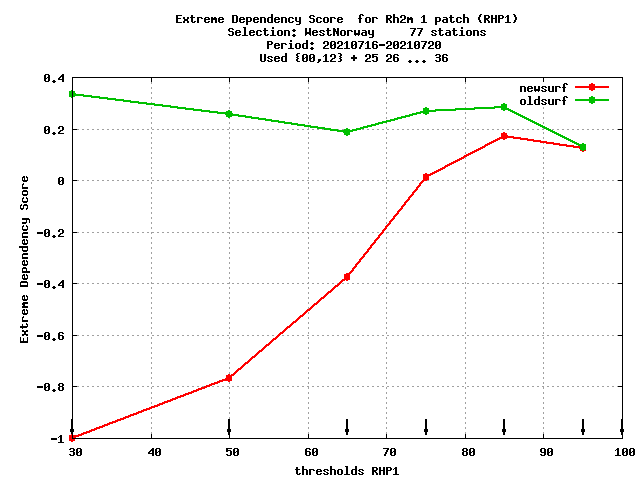 Extreme Dependency Score  for Rh2m 1 patch (RHP1)
Selection: WestNorway     77 stations
Period: 20210716-20210720
Used {00,12} + 25 26 ... 36
newsurf
oldsurf
0.4
0.2
0
-0.2
-0.4
-0.6
-0.8
-1
Extreme Dependency Score
30 40 50 60 70 80 90 100
thresholds RHP1